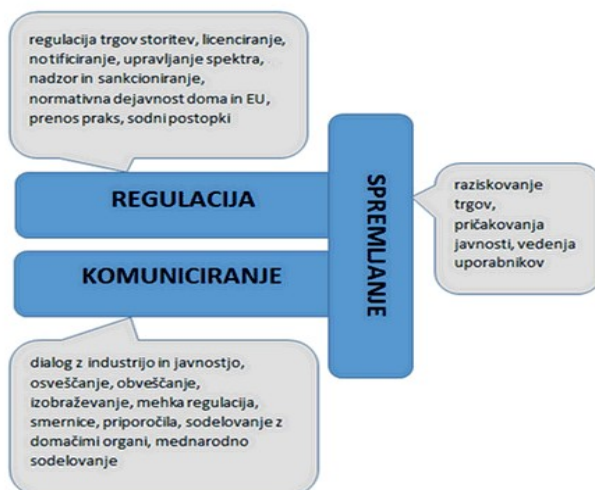 regulacija trgov storitev, licenciranje,
notificiranje, upravljanje spektra,
nadzor in sankcioniranje,
normativna dejavnost doma in EU,
prenos praks, sodni postopki
REGULACIJA
KOMUNICIRANJE
SPREMLJANJE
raziskovanje
trgov,
pričakovanja
javnosti, vedenja
uporabnikov
dialog z industrijo in javnostjo,
osveščanje, obveščanje,
izobraževanje, mehka regulacija,
smernice, priporočila, sodelovanje z
domačimi organi, mednarodno
sodelovanje